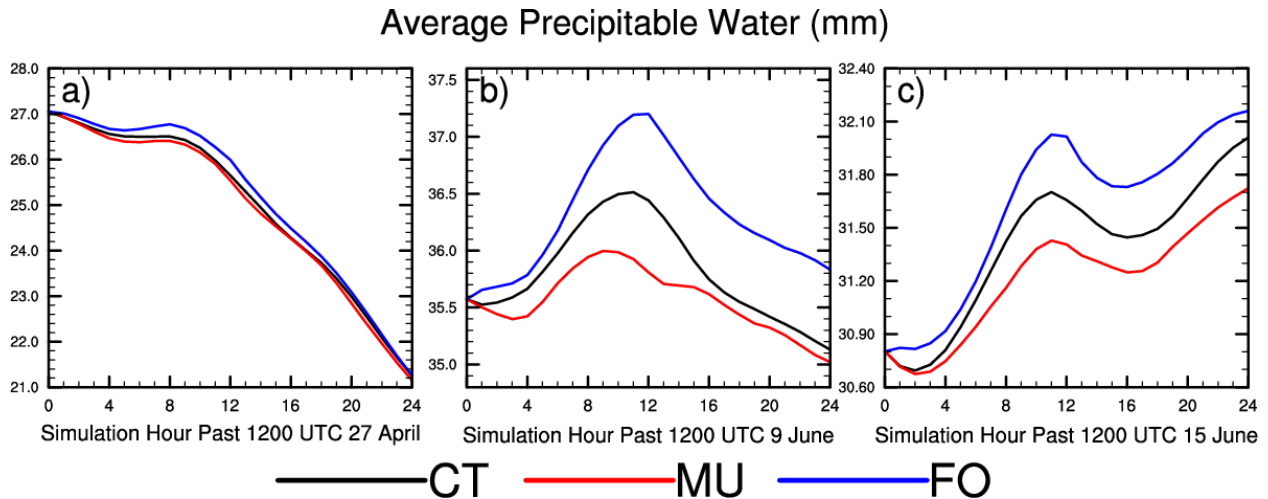 Average Precipitable Water (mm)
a)
28.0
27.0
26.0
25.0
24.0
23.0
22.0
21.0
0 4 8 12 16 20 24
Simulation Hour Past 1200 UTC 27 April
b)
37.5
37.0
36.5
36.0
35.5
35.0
0 4 8 12 16 20 24
Simulation Hour Past 1200 UTC 9 June
c)
32.40
32.10
31.80
31.50
31.20
30.90
30.60
0 4 8 12 16 20 24
Simulation Hour Past 1200 UTC 15 June
CT MU FO